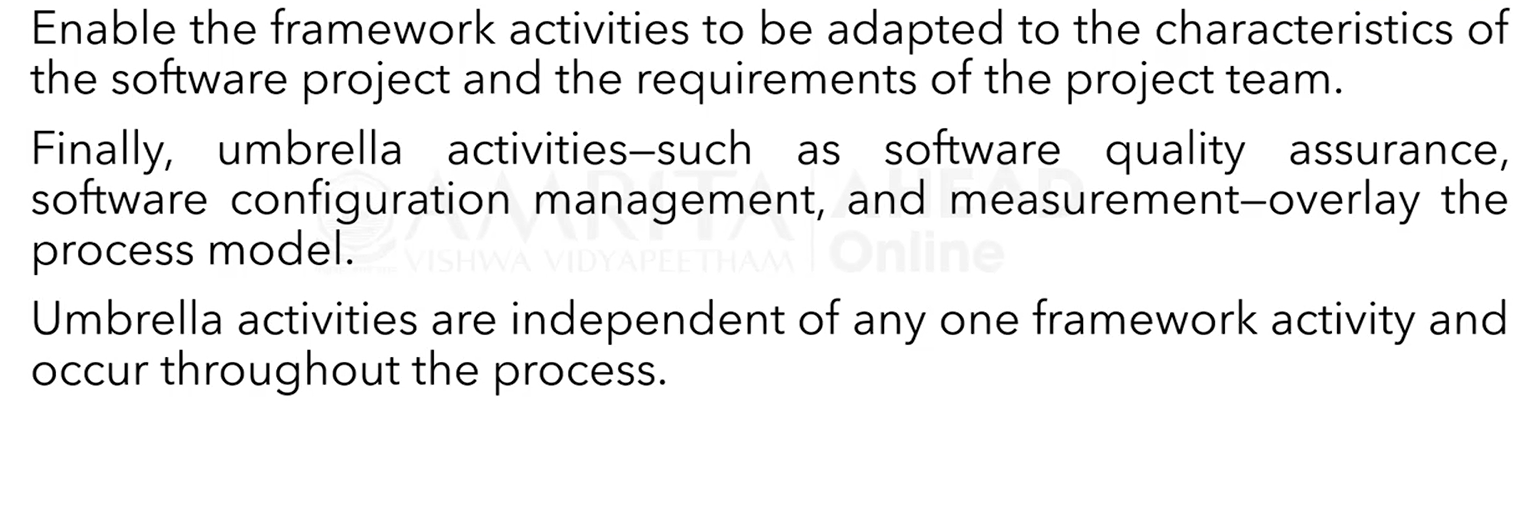 Enable the framework activities to be adapted to the characteristics of
the software project and the requirements of the project team.
Finally, umbrella activities—such as software quality assurance,
software configuration management, and measurement—overlay the
process model.
AMRITA AHEAD
VISHWA VIDYAPEETHAM Online
Umbrella activities are independent of any one framework activity and
occur throughout the process.